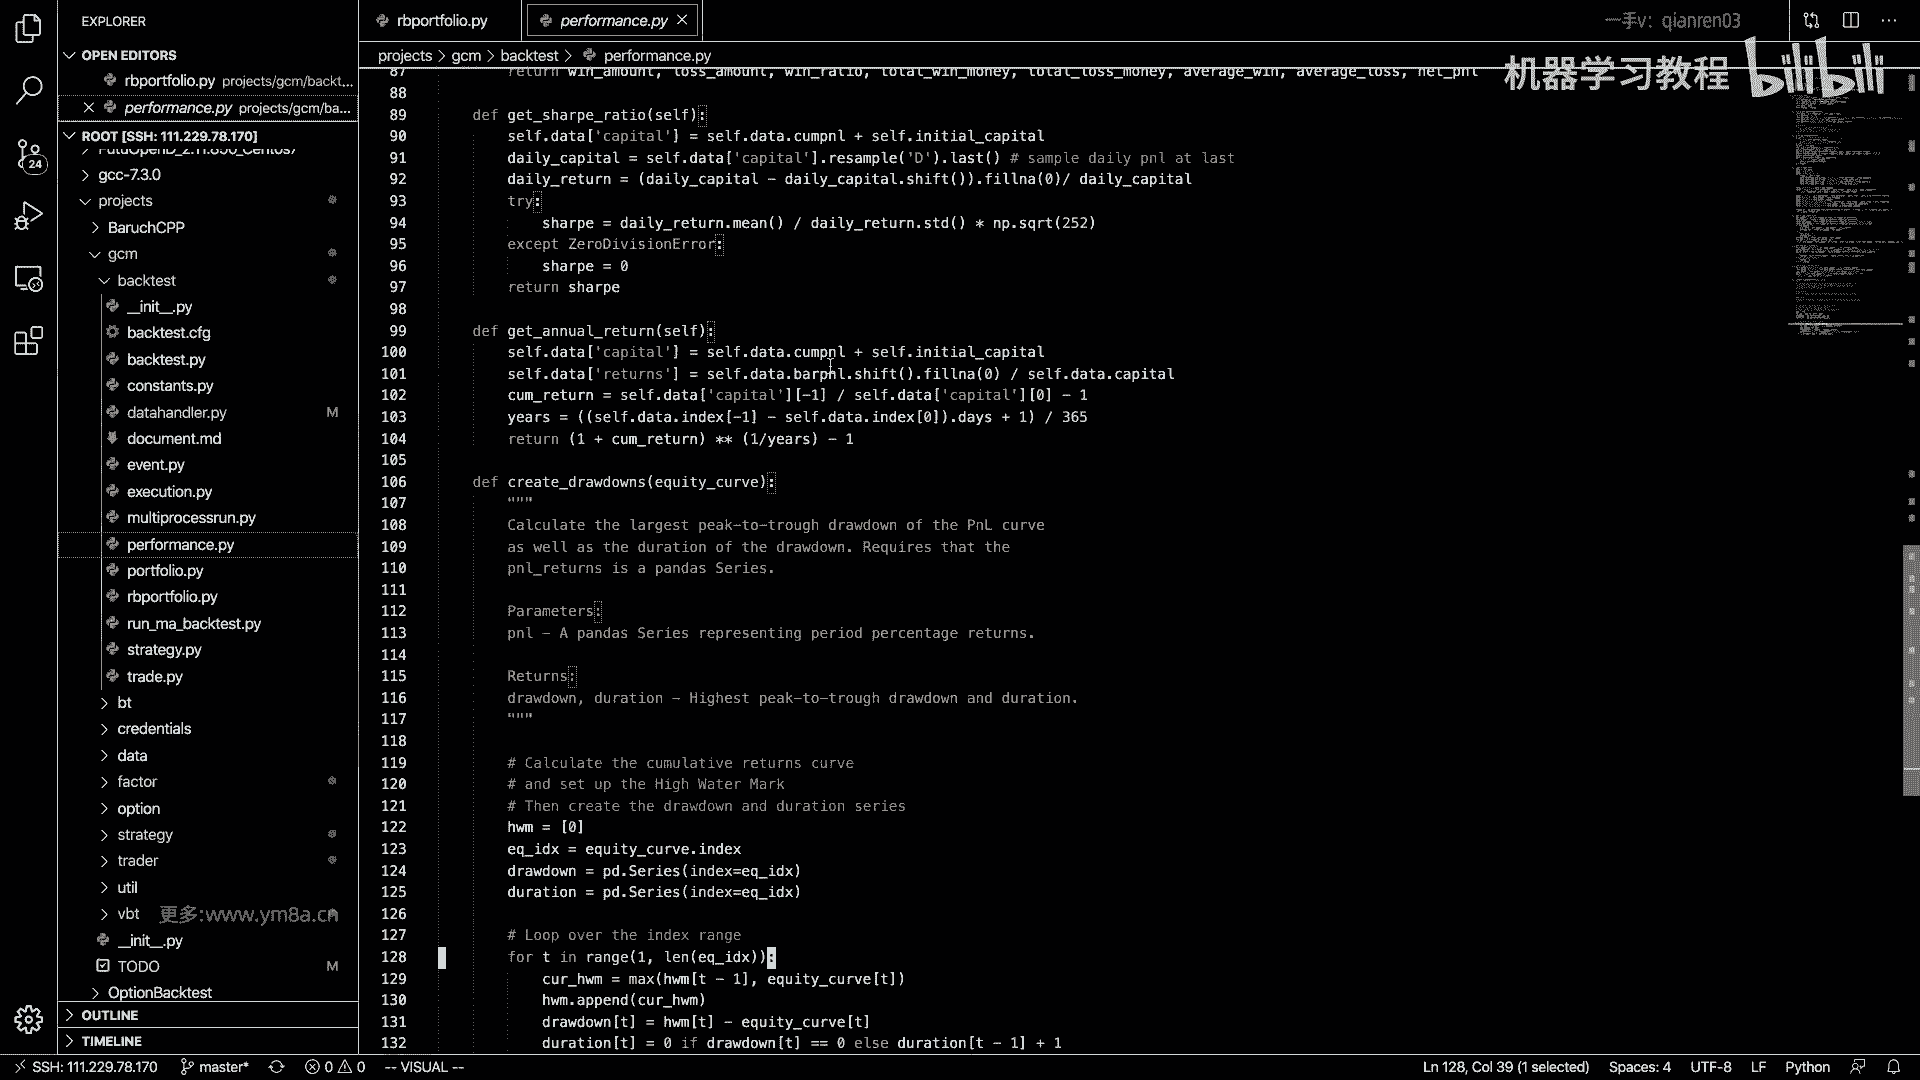 EXPLORER
rbportfolio.py
performance.py
一手v: qianren03
OPEN EDITORS
rbportfolio.py projects/gcm/backt...
performance.py projects/gcm/ba...
ROOT [SSH: 111.229.78.170]
gcc-7.3.0
projects
BaruchCPP
gcm
backtest
__init__.py
backtest.cfg
backtest.py
constants.py
datahandler.py M
document.md
event.py
execution.py
multiprocessrun.py
performance.py
portfolio.py
rbportfolio.py
run_ma_backtest.py
strategy.py
trade.py
bt
credentials
data
factor
option
strategy
trader
util
vbt
更多:www.ym8a.cn
__init__.py
TODO M
OptionBacktest
OUTLINE
TIMELINE
24
projects > gcm > backtest > performance.py
机器学习教程 bilibili
87 return win_amount, loss_amount, win_ratio, total_win_money, total_loss_money, average_win, average_loss, net_pnl
88
89 def get_sharpe_ratio(self):
90 self.data['capital'] = self.data.cumpnl + self.initial_capital
91 daily_capital = self.data['capital'].resample('D').last() # sample daily pnl at last
92 daily_return = (daily_capital - daily_capital.shift()).fillna(0)/ daily_capital
93 try:
94 sharpe = daily_return.mean() / daily_return.std() * np.sqrt(252)
95 except ZeroDivisionError:
96 sharpe = 0
97 return sharpe
98
99 def get_annual_return(self):
100 self.data['capital'] = self.data.cumpnl + self.initial_capital
101 self.data['returns'] = self.data.barpnl.shift().fillna(0) / self.data.capital
102 cum_return = self.data['capital'][-1] / self.data['capital'][0] - 1
103 years = ((self.data.index[-1] - self.data.index[0]).days + 1) / 365
104 return (1 + cum_return) ** (1/years) - 1
105
106 def create_drawdowns(equity_curve):
107 """
108 Calculate the largest peak-to-trough drawdown of the PnL curve
109 as well as the duration of the drawdown. Requires that the
110 pnl_returns is a pandas Series.
111
112 Parameters:
113 pnl - A pandas Series representing period percentage returns.
114
115 Returns:
116 drawdown, duration - Highest peak-to-trough drawdown and duration.
117 """
118
119 # Calculate the cumulative returns curve
120 # and set up the High Water Mark
121 # Then create the drawdown and duration series
122 hwm = [0]
123 eq_idx = equity_curve.index
124 drawdown = pd.Series(index=eq_idx)
125 duration = pd.Series(index=eq_idx)
126
127 # Loop over the index range
128 for t in range(1, len(eq_idx)):
129 cur_hwm = max(hwm[t - 1], equity_curve[t])
130 hwm.append(cur_hwm)
131 drawdown[t] = hwm[t] - equity_curve[t]
132 duration[t] = 0 if drawdown[t] == 0 else duration[t - 1] + 1
SSH: 111.229.78.170 master* 0 0 -- VISUAL -- Ln 128, Col 39 (1 selected) Spaces: 4 UTF-8 LF Python